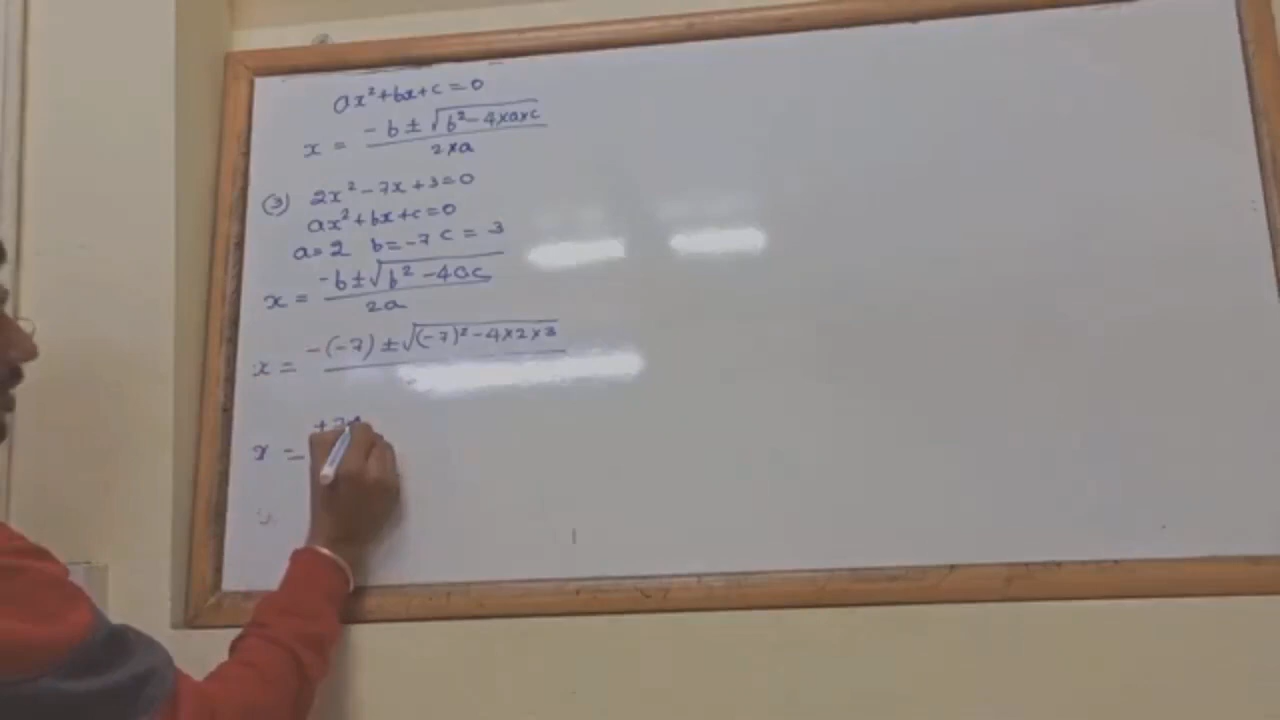 ax²+bx+c=0
x = -b ± √b²-4×a×c / 2×a
(3) 2x²-7x+3=0
ax²+bx+c=0
a=2 b=-7 c=3
x = -b±√b²-4ac / 2a
x = -(-7) ±√(-7)²-4×2×3
x = +7